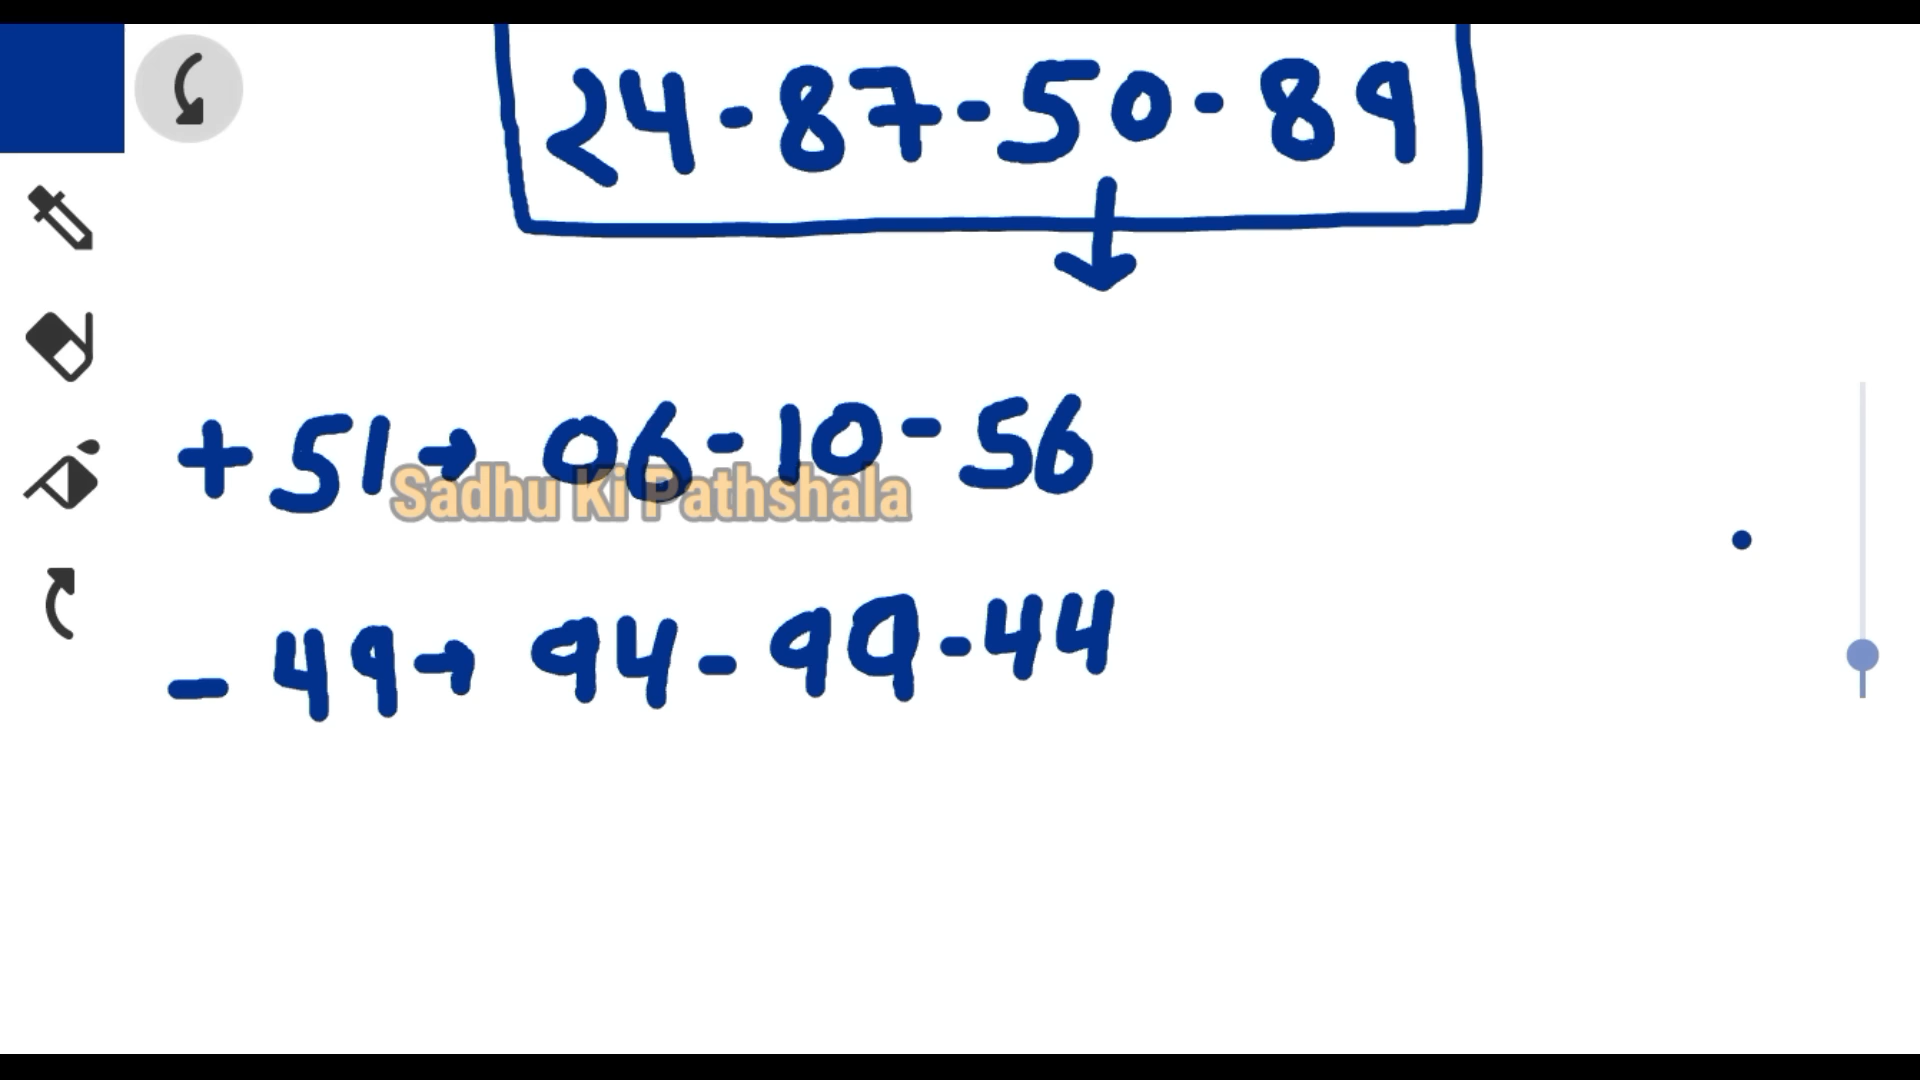 24-87-50-89
+51→ 06-10-56
Sadhu Ki Pathshala
- 49→ 94-99-44